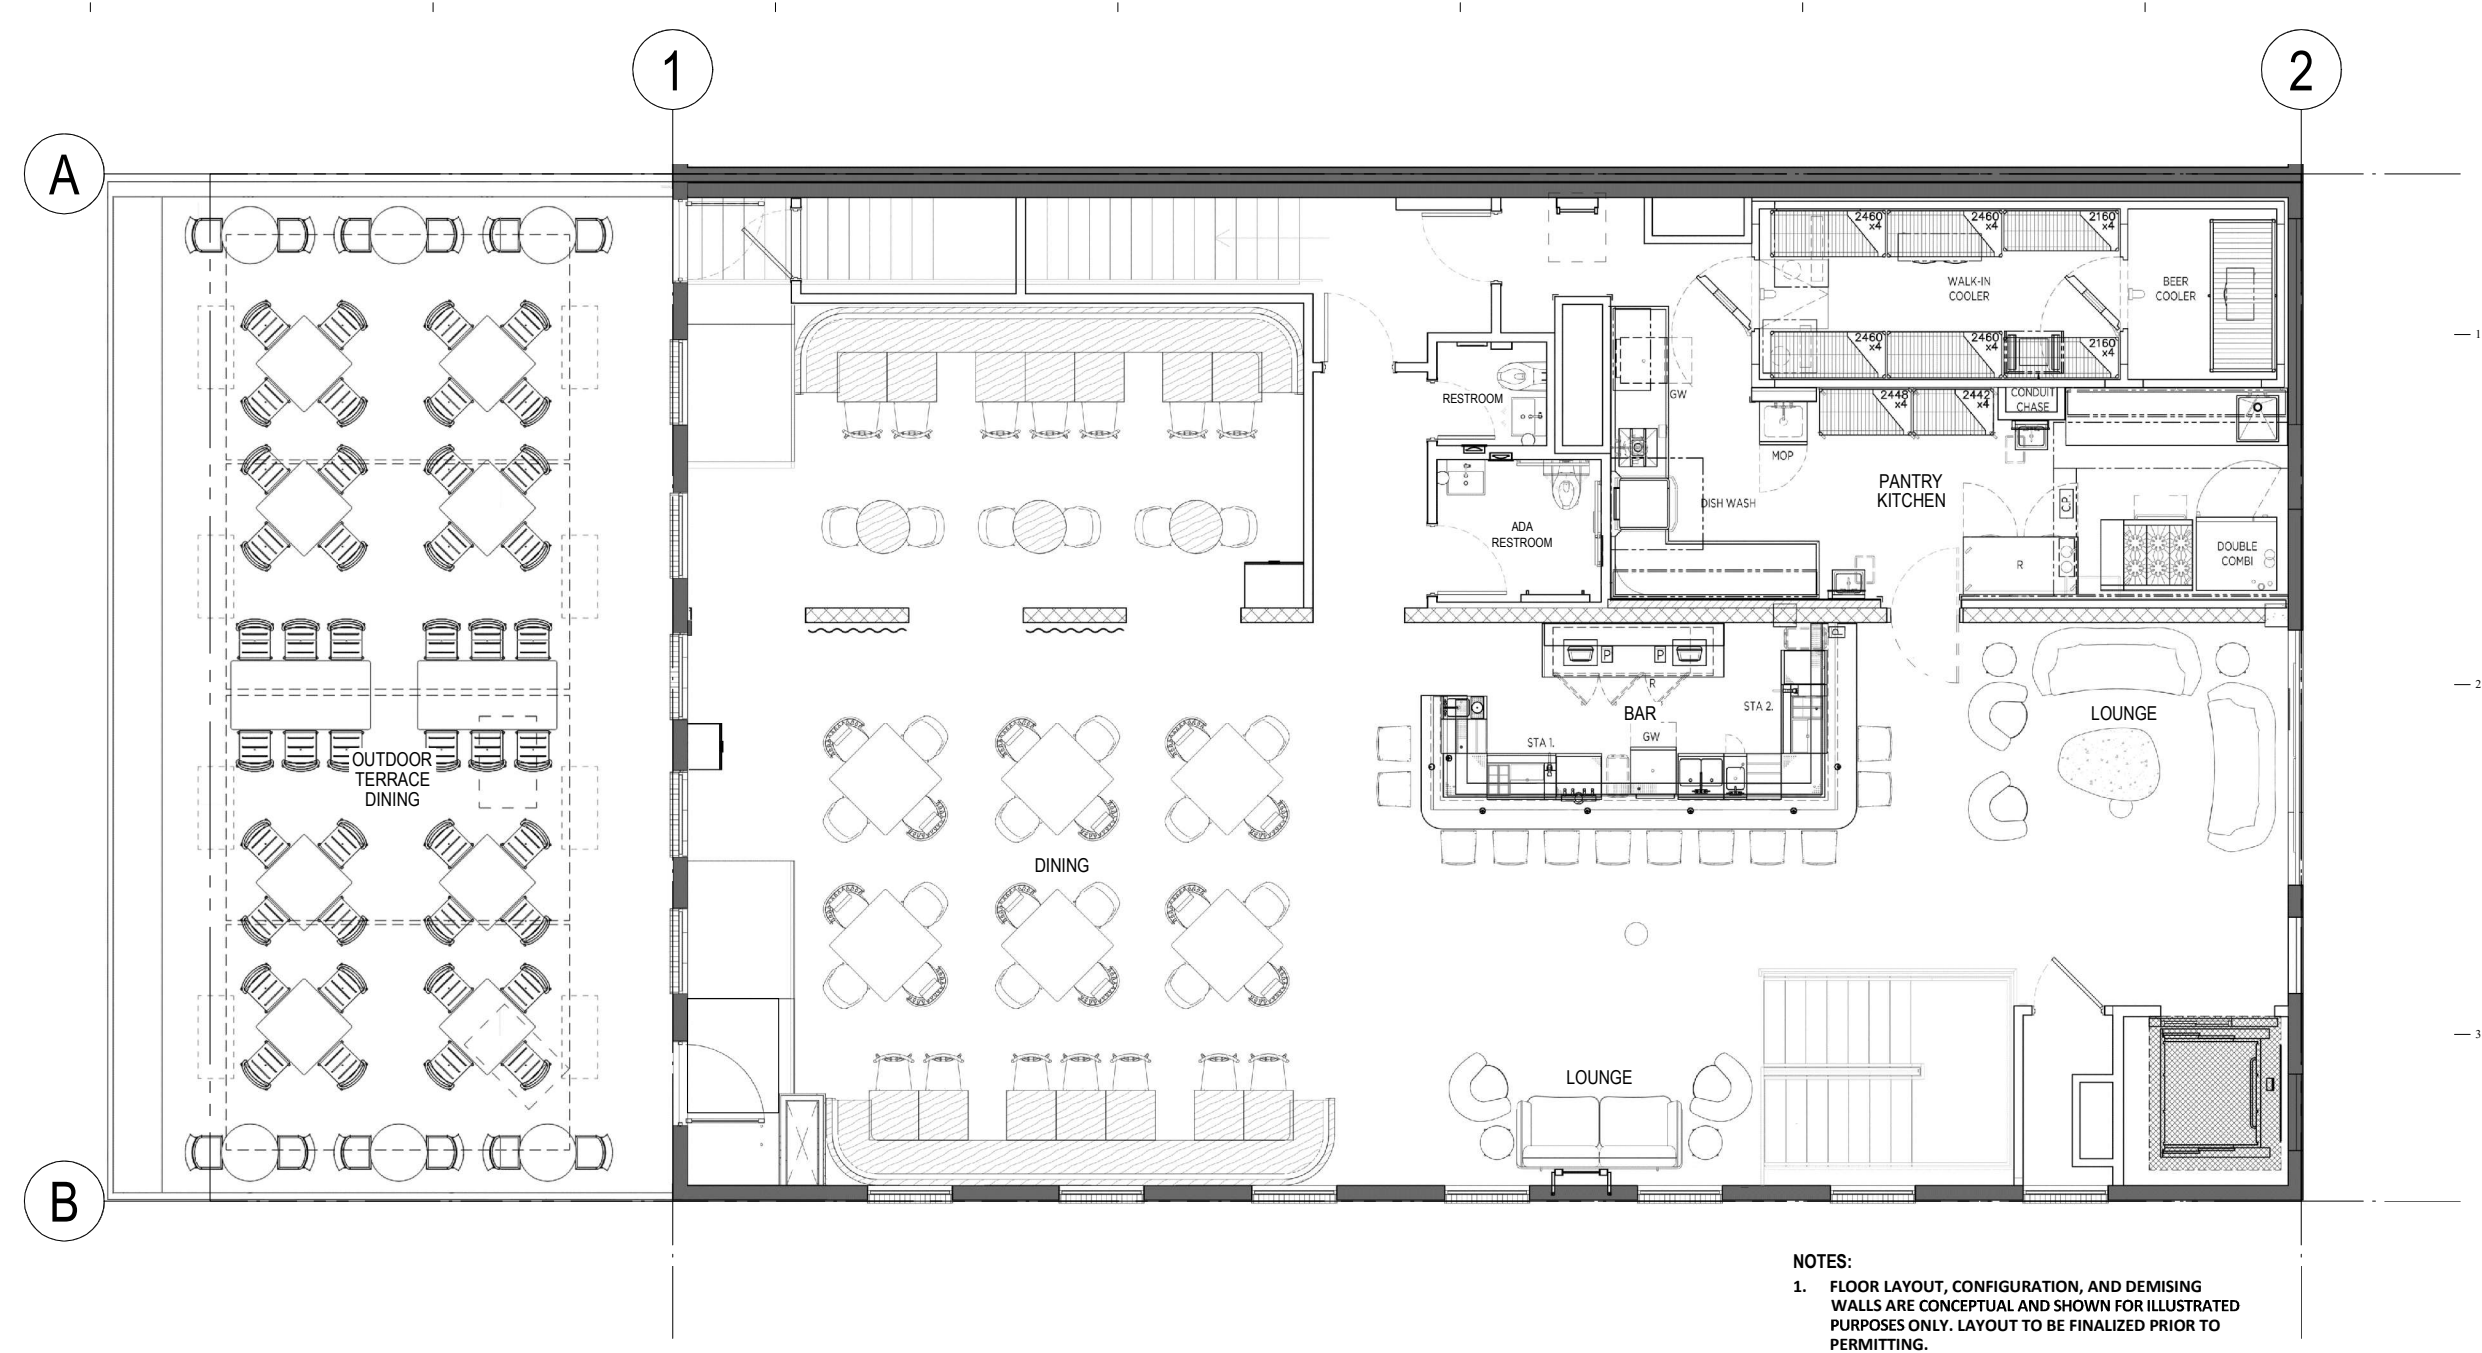 1
2
A
2460
x4
2460
x4
2160
x4
WALK-IN
COOLER
BEER
COOLER
1
2460
x4
2460
x4
2160
x4
RESTROOM
GW
2448
x4
2442
x4
CONDUIT
CHASE
MOP
PANTRY
KITCHEN
DISH WASH
C.P.
ADA
RESTROOM
R
DOUBLE
COMBI
P
P
P
R
2
BAR
STA 2.
LOUNGE
STA 1.
GW
OUTDOOR
TERRACE
DINING
DINING
3
LOUNGE
B
NOTES:
1. FLOOR LAYOUT, CONFIGURATION, AND DEMISING
WALLS ARE CONCEPTUAL AND SHOWN FOR ILLUSTRATED
PURPOSES ONLY. LAYOUT TO BE FINALIZED PRIOR TO
PERMITTING.